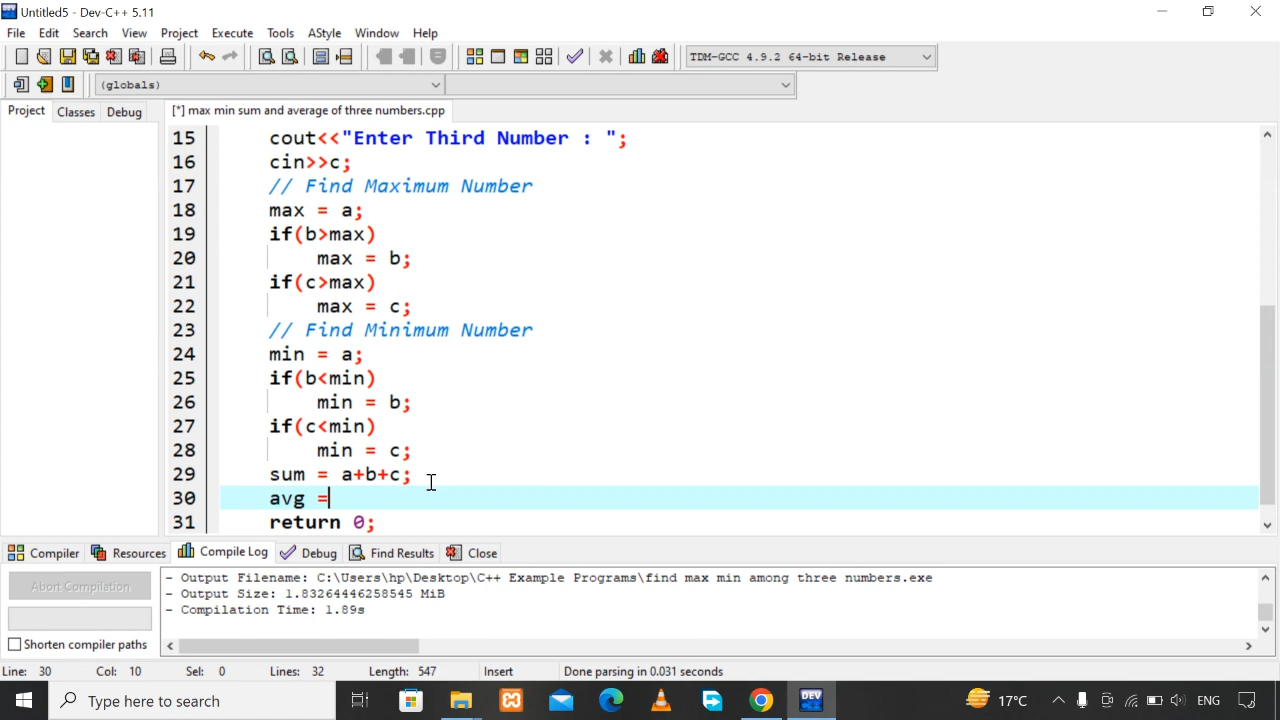 Untitled5 - Dev-C++ 5.11
File Edit Search View Project Execute Tools AStyle Window Help
TDM-GCC 4.9.2 64-bit Release
(globals)
Project Classes Debug [*] max min sum and average of three numbers.cpp
15 cout<<"Enter Third Number : ";
16 cin>>c;
17 // Find Maximum Number
18 max = a;
19 if(b>max)
20 max = b;
21 if(c>max)
22 max = c;
23 // Find Minimum Number
24 min = a;
25 if(b<min)
26 min = b;
27 if(c<min)
28 min = c;
29 sum = a+b+c;
30 avg =
31 return 0;
Compiler Resources Compile Log Debug Find Results Close
Abort Compilation
- Output Filename: C:\Users\hp\Desktop\C++ Example Programs\find max min among three numbers.exe
- Output Size: 1.83264446258545 MiB
- Compilation Time: 1.89s
Shorten compiler paths
Line: 30 Col: 10 Sel: 0 Lines: 32 Length: 547 Insert Done parsing in 0.031 seconds
Type here to search DEV C++ 17°C ENG